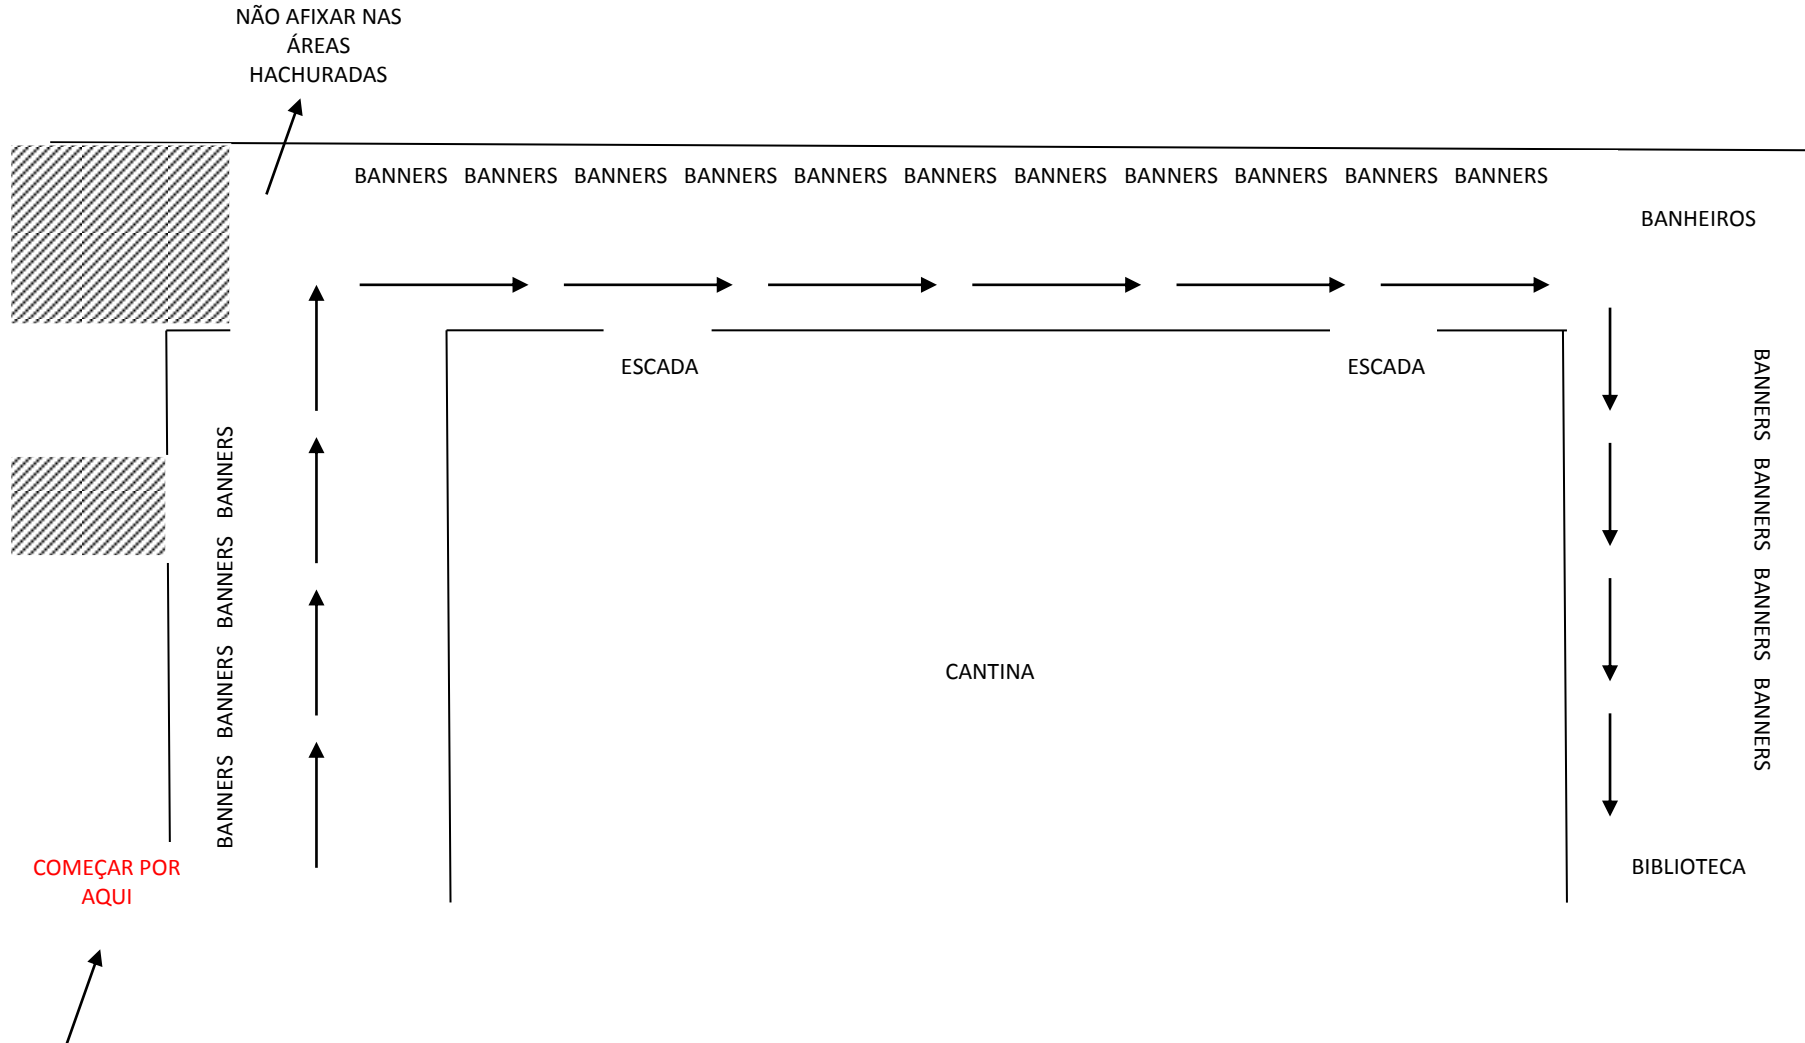 NÃO AFIXAR NAS
ÁREAS
HACHURADAS
BANNERS BANNERS BANNERS BANNERS BANNERS BANNERS BANNERS BANNERS BANNERS BANNERS BANNERS
BANHEIROS
ESCADA
ESCADA
BANNERS BANNERS BANNERS BANNERS
BANNERS BANNERS BANNERS BANNERS
CANTINA
COMEÇAR POR
AQUI
BIBLIOTECA